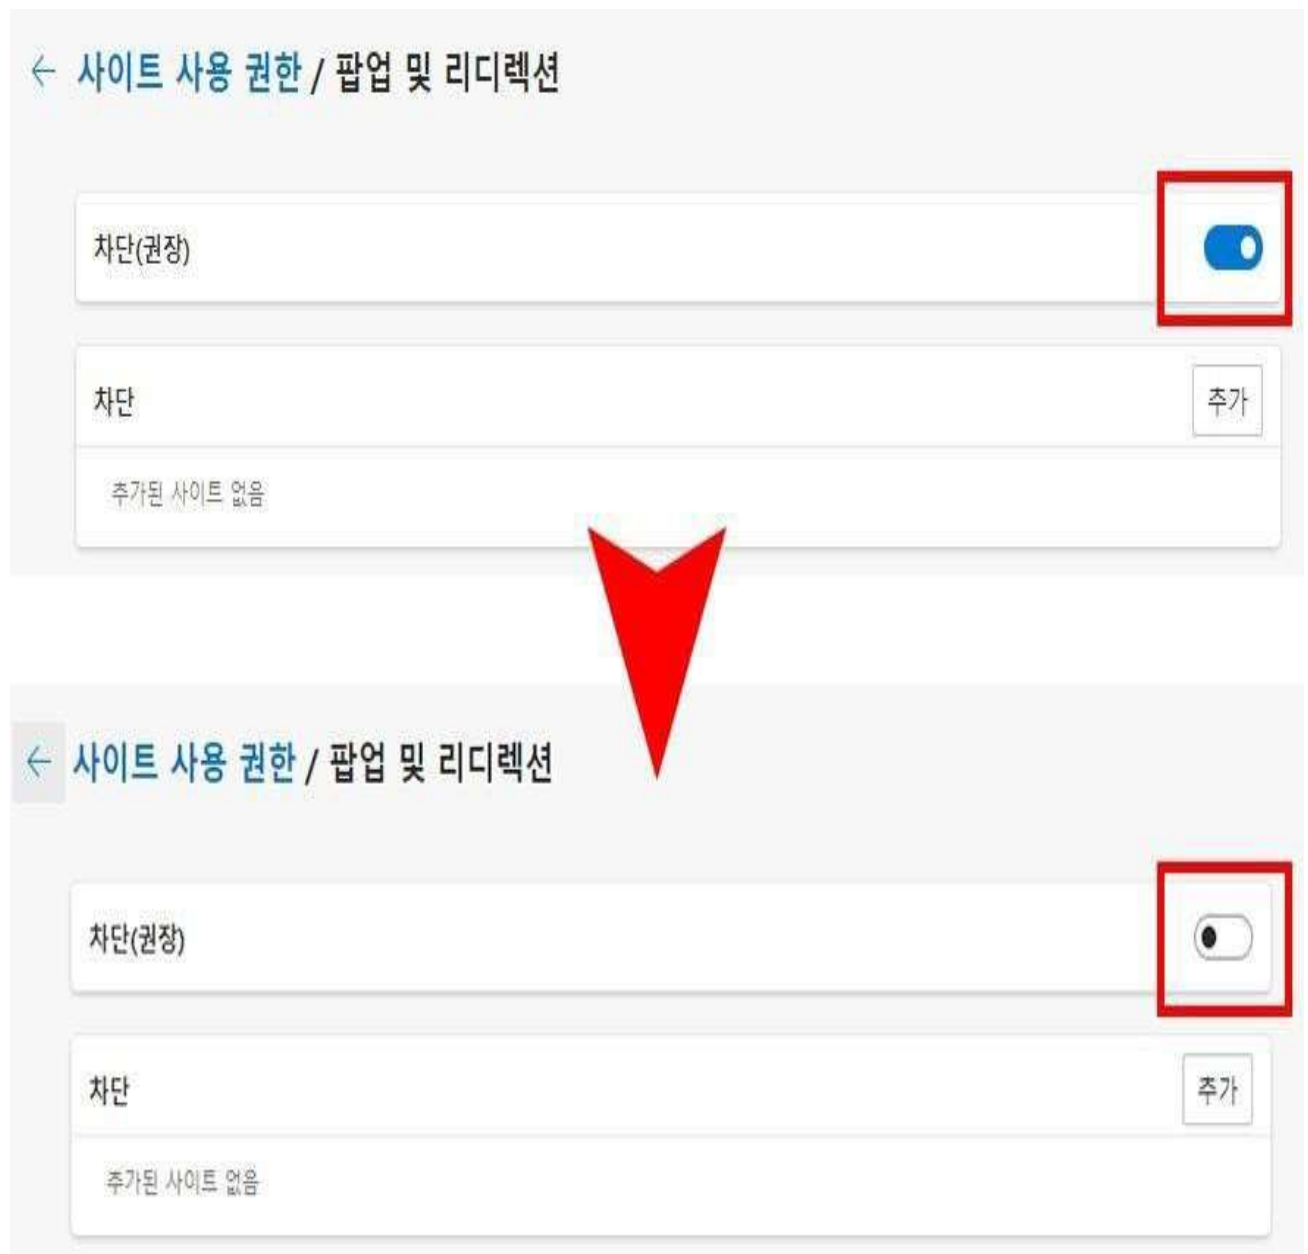 ← 사이트 사용 권한 / 팝업 및 리디렉션
차단(권장)
차단
추가
추가된 사이트 없음
← 사이트 사용 권한 / 팝업 및 리디렉션
차단(권장)
차단
추가
추가된 사이트 없음